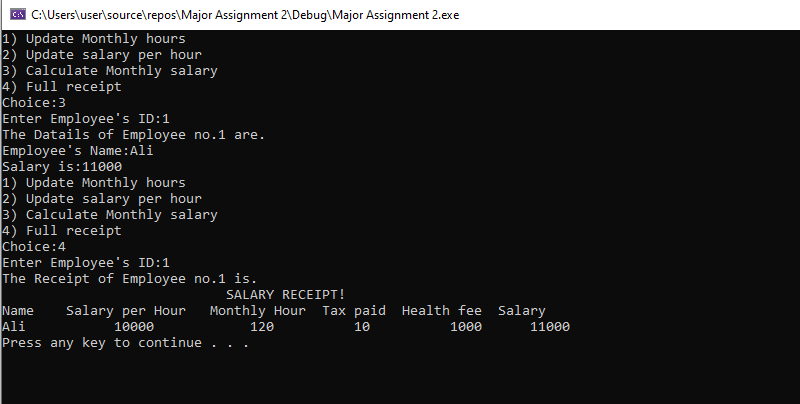 C:\Users\user\source\repos\Major Assignment 2\Debug\Major Assignment 2.exe
1) Update Monthly hours
2) Update salary per hour
3) Calculate Monthly salary
4) Full receipt
Choice:3
Enter Employee's ID:1
The Datails of Employee no.1 are.
Employee's Name:Ali
Salary is:11000
1) Update Monthly hours
2) Update salary per hour
3) Calculate Monthly salary
4) Full receipt
Choice:4
Enter Employee's ID:1
The Receipt of Employee no.1 is.
SALARY RECEIPT!
Name    Salary per Hour   Monthly Hour  Tax paid  Health fee  Salary
Ali           10000            120          10          1000      11000
Press any key to continue . . .